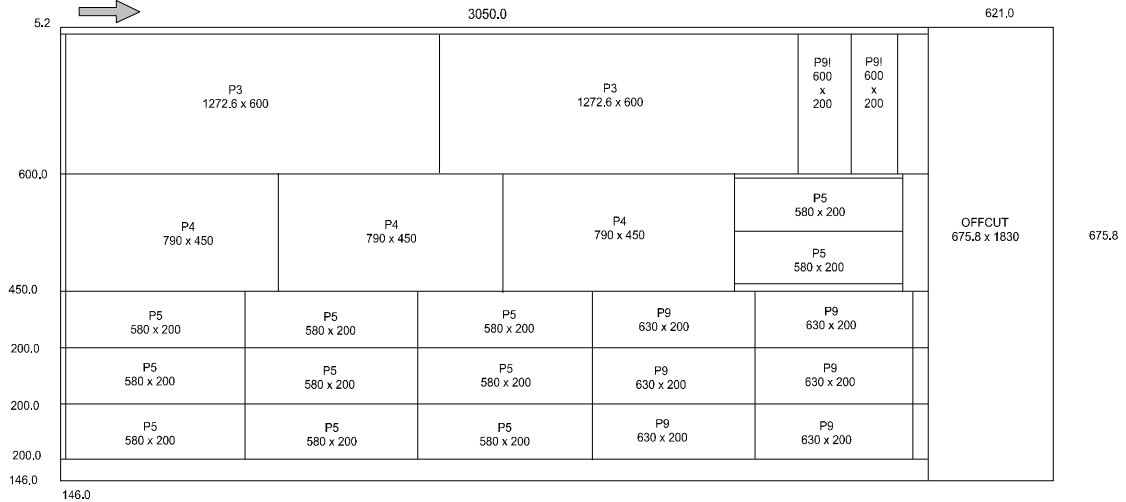 5.2
3050.0
621.0
P3
1272.6 x 600
P3
1272.6 x 600
P9!
600
x
200
P9!
600
x
200
600.0
P4
790 x 450
P4
790 x 450
P4
790 x 450
P5
580 x 200
P5
580 x 200
OFFCUT
675.8 x 1830
675.8
450.0
P5
580 x 200
P5
580 x 200
P5
580 x 200
P9
630 x 200
P9
630 x 200
200.0
P5
580 x 200
P5
580 x 200
P5
580 x 200
P9
630 x 200
P9
630 x 200
200.0
P5
580 x 200
P5
580 x 200
P5
580 x 200
P9
630 x 200
P9
630 x 200
200.0
146.0
146.0